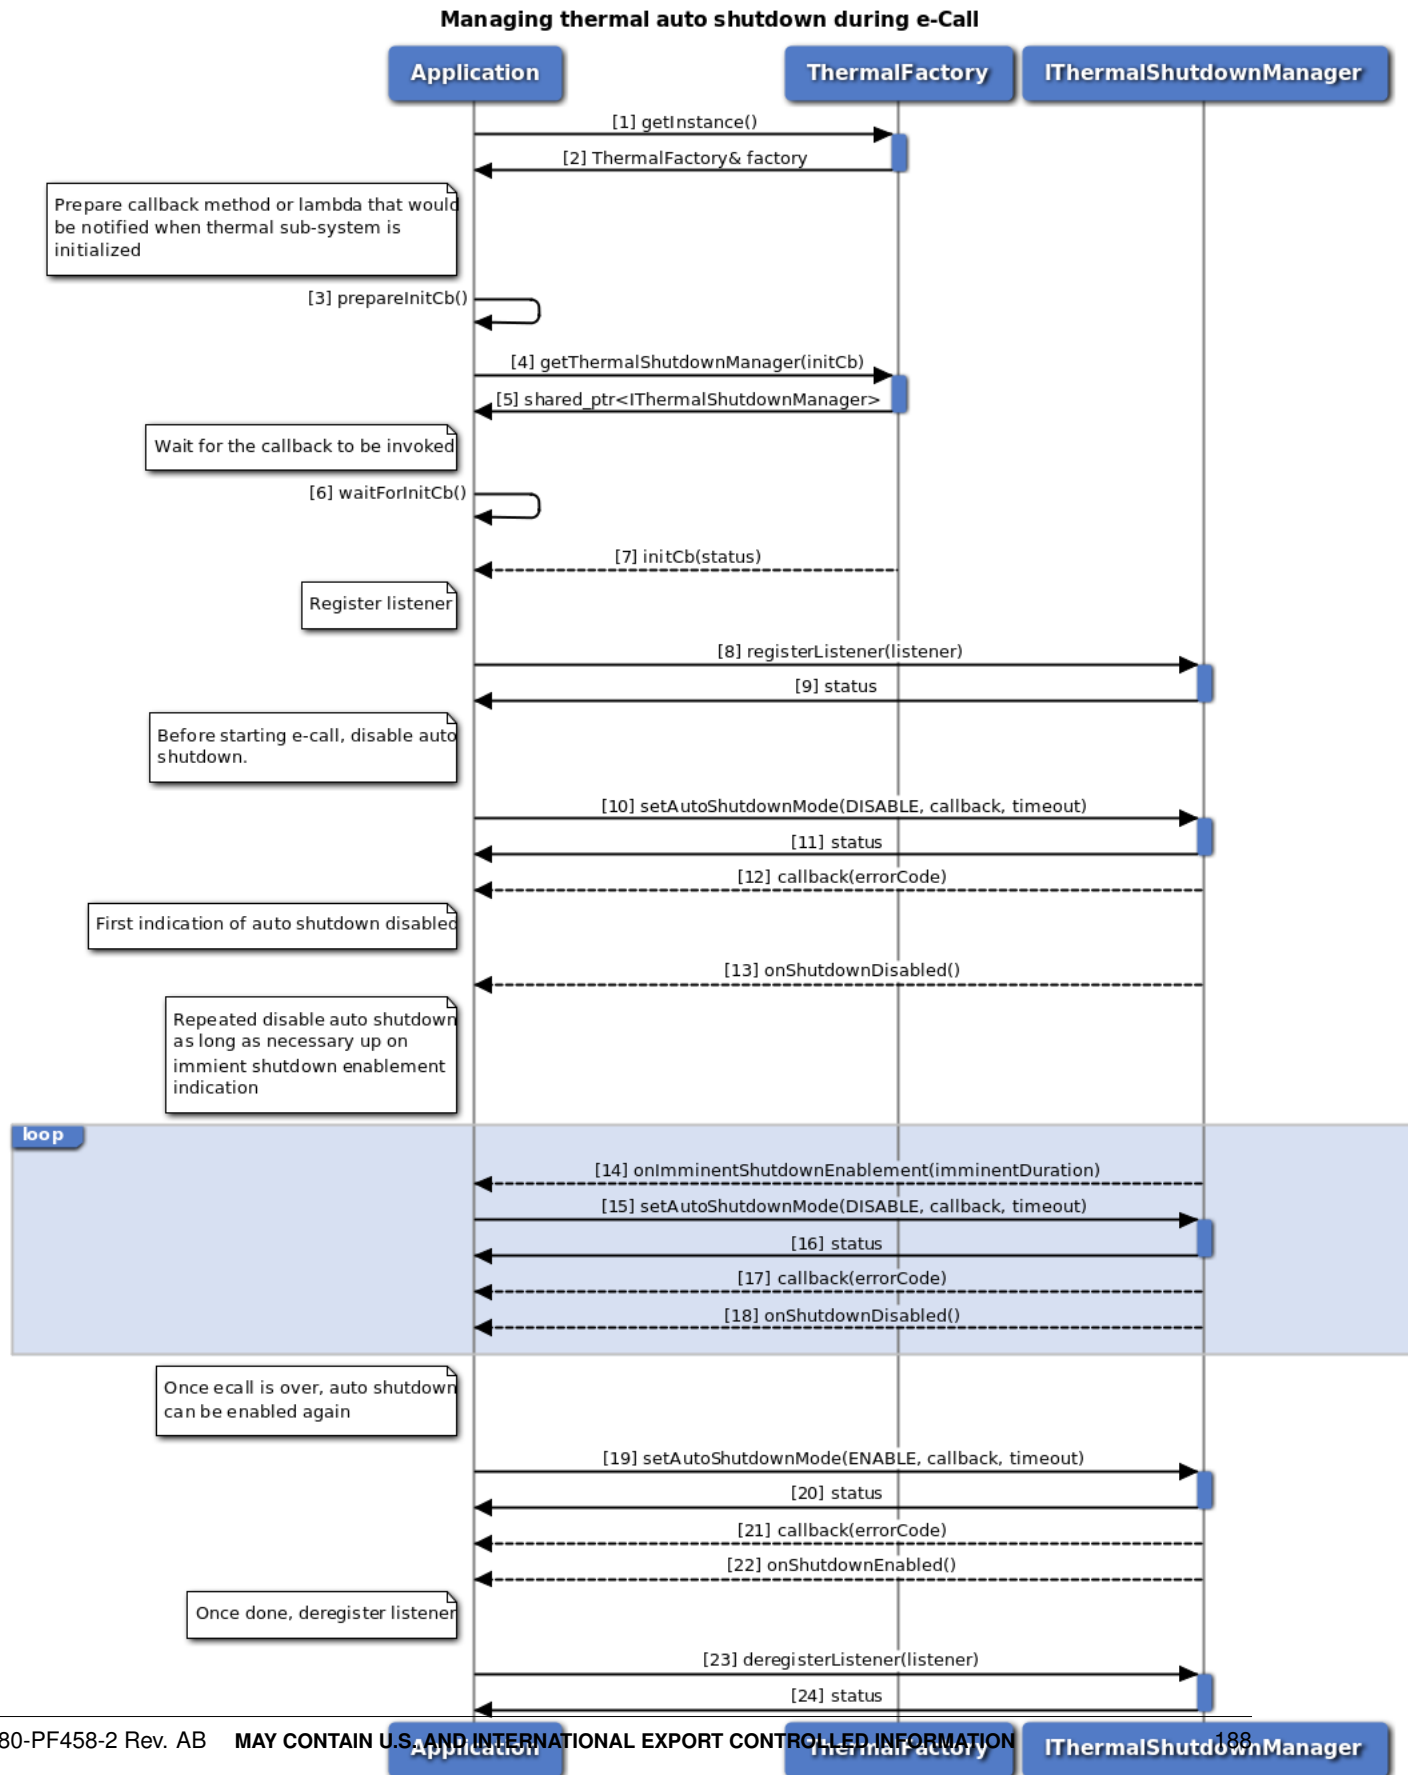 Managing thermal auto shutdown during e-Call
Application
ThermalFactory
IThermalShutdownManager
[1] getInstance()
[2] ThermalFactory& factory
Prepare callback method or lambda that would
be notified when thermal sub-system is
initialized
[3] prepareInitCb()
[4] getThermalShutdownManager(initCb)
[5] shared_ptr<IThermalShutdownManager>
Wait for the callback to be invoked
[6] waitForInitCb()
[7] initCb(status)
Register listener
[8] registerListener(listener)
[9] status
Before starting e-call, disable auto
shutdown.
[10] setAutoShutdownMode(DISABLE, callback, timeout)
[11] status
[12] callback(errorCode)
First indication of auto shutdown disabled
[13] onShutdownDisabled()
Repeated disable auto shutdown
as long as necessary up on
immient shutdown enablement
indication
loop
[14] onImminentShutdownEnablement(imminentDuration)
[15] setAutoShutdownMode(DISABLE, callback, timeout)
[16] status
[17] callback(errorCode)
[18] onShutdownDisabled()
Once ecall is over, auto shutdown
can be enabled again
[19] setAutoShutdownMode(ENABLE, callback, timeout)
[20] status
[21] callback(errorCode)
[22] onShutdownEnabled()
Once done, deregister listener
[23] deregisterListener(listener)
[24] status
80-PF458-2 Rev. AB MAY CONTAIN U.S. AND INTERNATIONAL EXPORT CONTROLLED INFORMATION 188
Application
ThermalFactory
IThermalShutdownManager